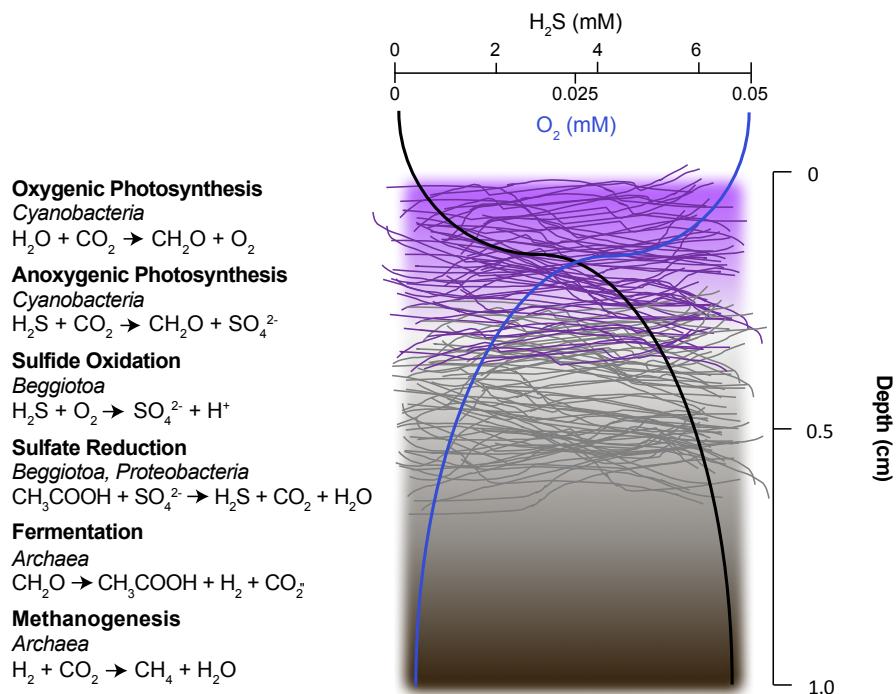 H₂S (mM)
0 2 4 6
0 0.025 0.05
O₂ (mM)
0
Oxygenic Photosynthesis
Cyanobacteria
H₂O + CO₂ → CH₂O + O₂
Anoxygenic Photosynthesis
Cyanobacteria
H₂S + CO₂ → CH₂O + SO₄²⁻
Sulfide Oxidation
Beggiotoa
H₂S + O₂ → SO₄²⁻ + H⁺
Depth (cm)
0.5
Sulfate Reduction
Beggiotoa, Proteobacteria
CH₃COOH + SO₄²⁻ → H₂S + CO₂ + H₂O
Fermentation
Archaea
CH₂O → CH₃COOH + H₂ + CO₂"
Methanogenesis
Archaea
H₂ + CO₂ → CH₄ + H₂O
1.0